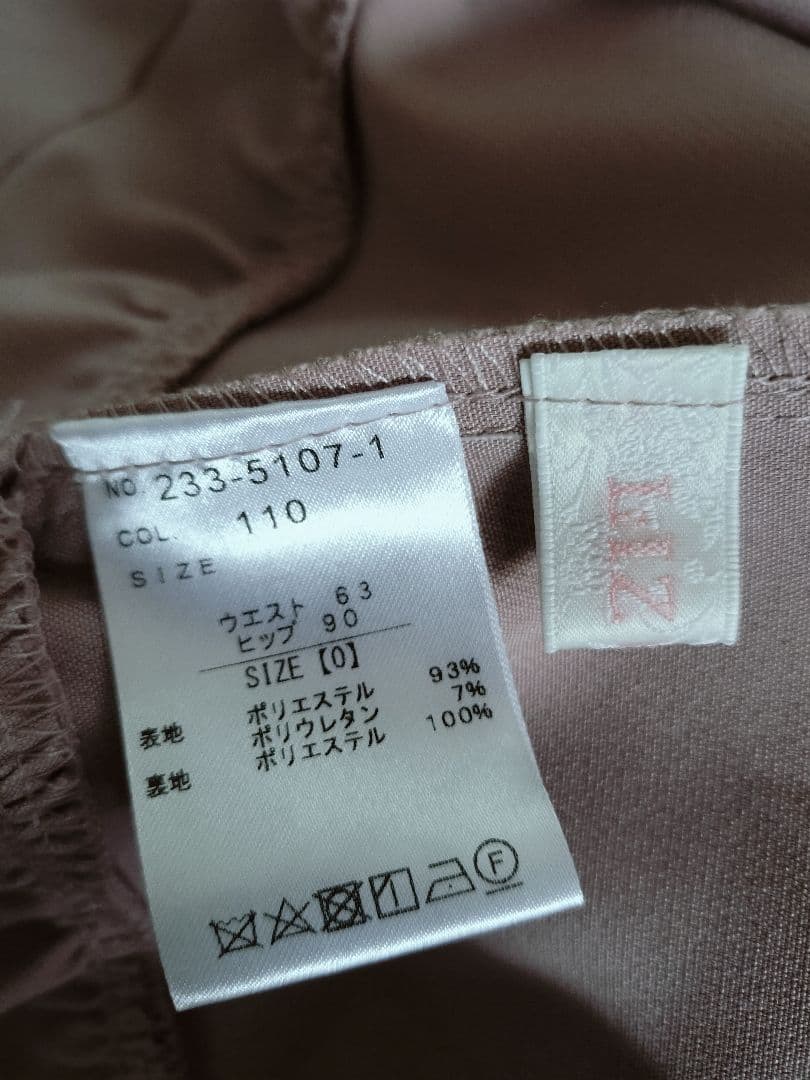 NO. 233-5107-1
COL. 110
SIZE
ウエスト 63
ヒップ 90
SIZE【0】
表地 ポリエステル 93%
ポリウレタン 7%
裏地 ポリエステル 100%
F